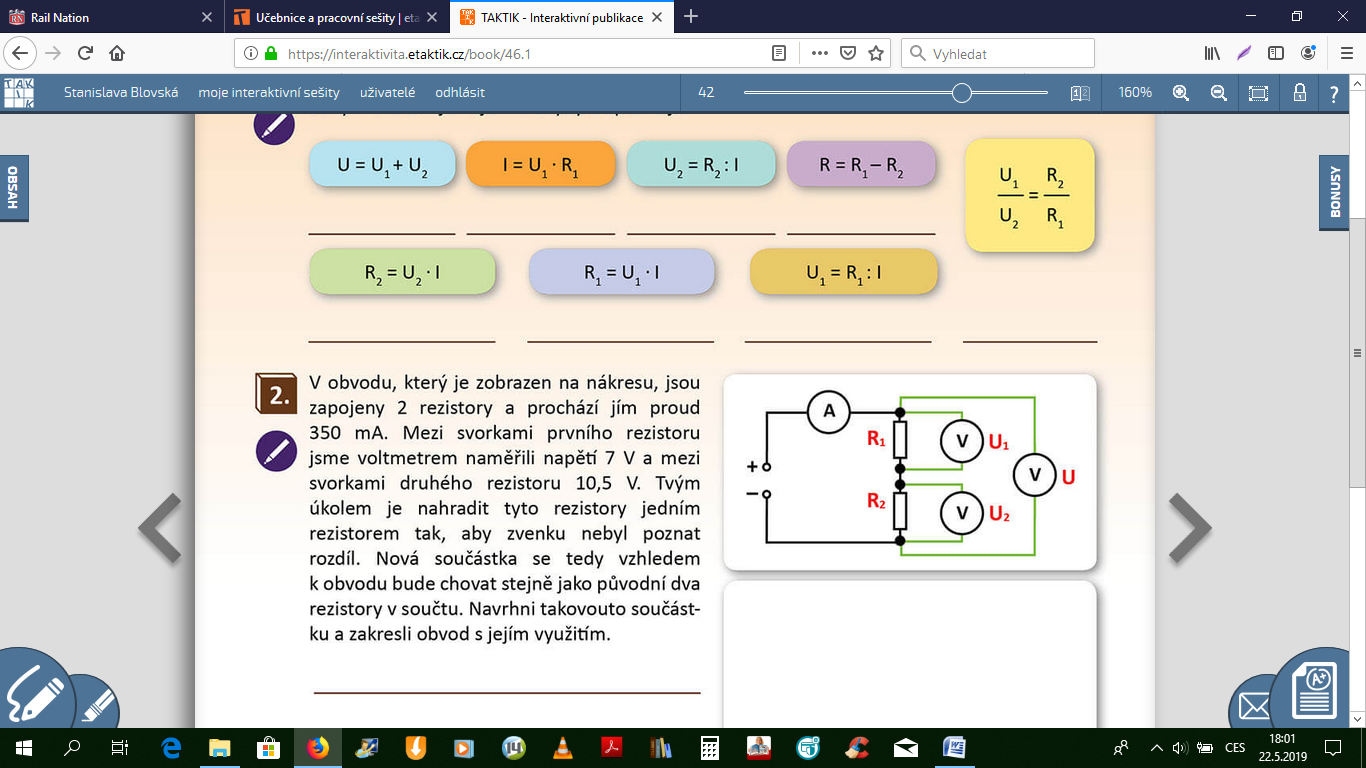 Rail Nation
Učebnice a pracovní sešity | eta
TAKTIK - Interaktivní publikace
https://interaktivita.etaktik.cz/book/46.1
Vyhledat
TAK
TIK
Stanislava Blovská
moje interaktivní sešity
uživatelé
odhlásit
42
160%
?
OBSAH
BONUSY
U = U₁ + U₂
I = U₁ · R₁
U₂ = R₂ : I
R = R₁ – R₂
U₁ R₂
=
U₂ R₁
R₂ = U₂ · I
R₁ = U₁ · I
U₁ = R₁ : I
2.
V obvodu, který je zobrazen na nákresu, jsou
zapojeny 2 rezistory a prochází jím proud
350 mA. Mezi svorkami prvního rezistoru
jsme voltmetrem naměřili napětí 7 V a mezi
svorkami druhého rezistoru 10,5 V. Tvým
úkolem je nahradit tyto rezistory jedním
rezistorem tak, aby zvenku nebyl poznat
rozdíl. Nová součástka se tedy vzhledem
k obvodu bude chovat stejně jako původní dva
rezistory v součtu. Navrhni takovouto součást-
ku a zakresli obvod s jejím využitím.
A
R₁
V
U₁
+
–
V
U
R₂
V
U₂
A+
CES
18:01
22.5.2019